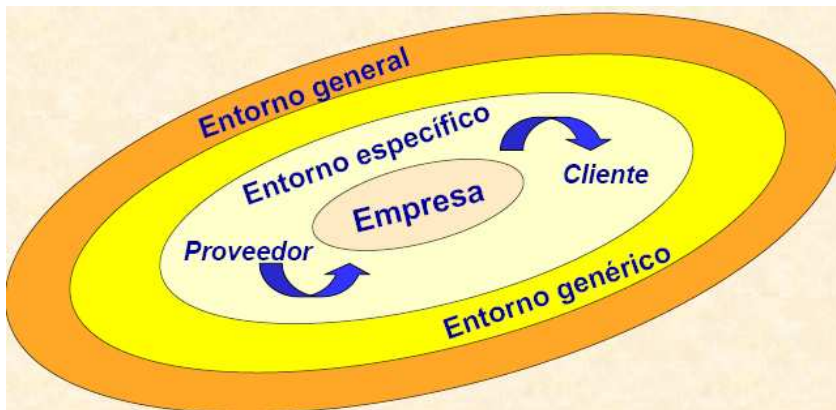 Entorno general
Entorno específico
Cliente
Empresa
Proveedor
Entorno genérico